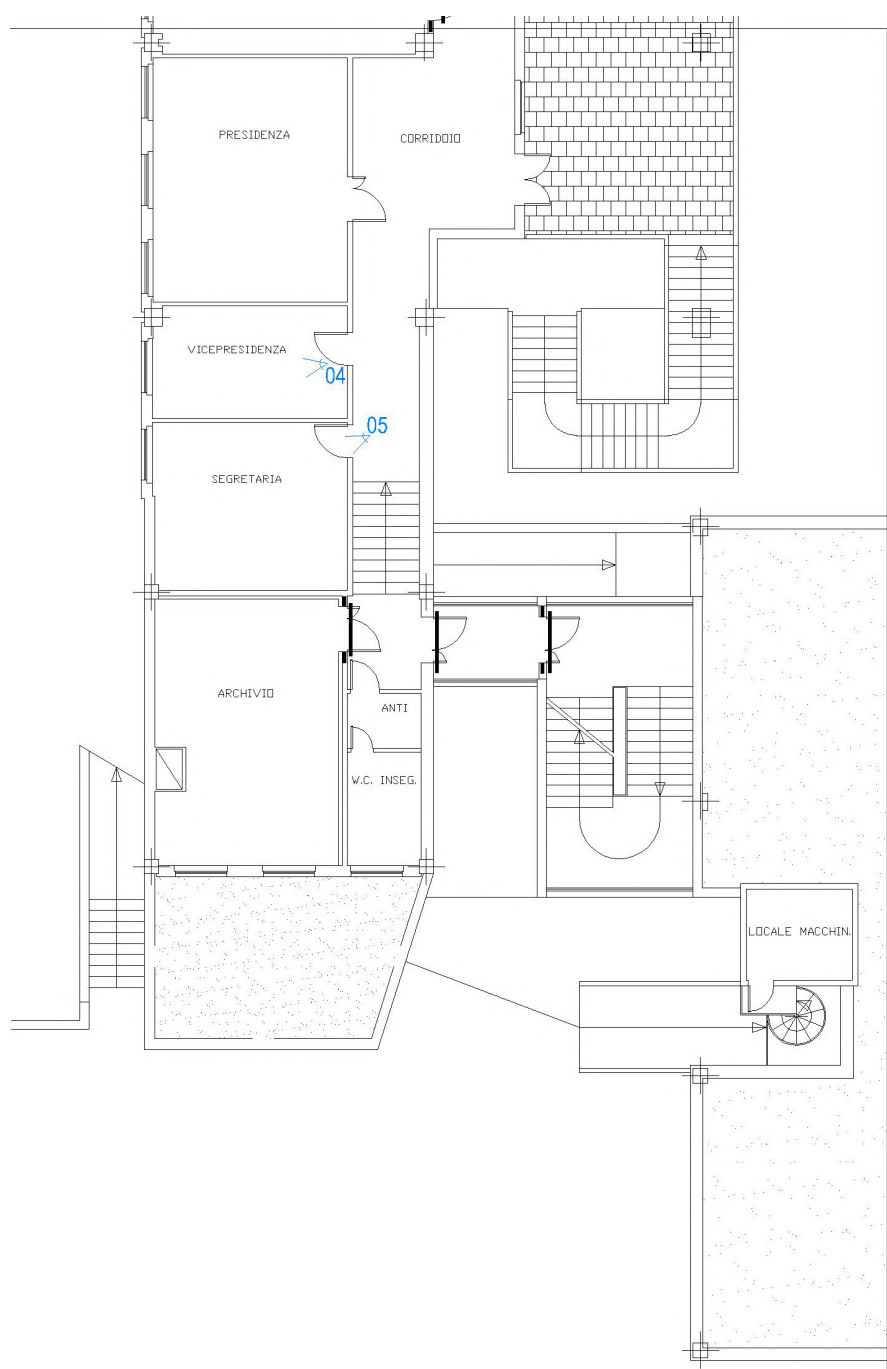 PRESIDENZA
CORRIDOIO
VICEPRESIDENZA
04
05
SEGRETARIA
ARCHIVIO
ANTI
W.C. INSEG.
LOCALE MACCHIN.